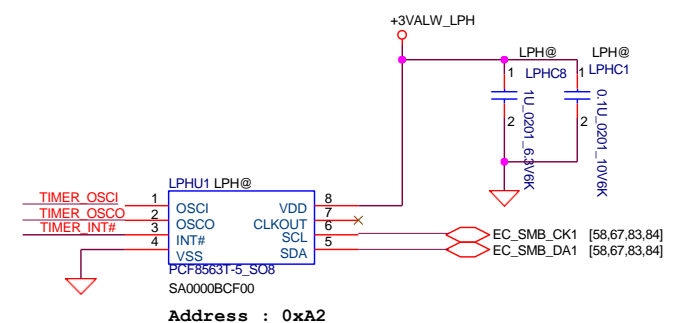 +3VALW_LPH
LPH@ LPH@
1 LPHC8 1 LPHC1
1U_0201_6.3V6K
0.1U_0201_10V6K
2 2
LPHU1 LPH@
TIMER_OSCI 1 OSCI VDD 8
TIMER_OSCO 2 OSCO CLKOUT 7
TIMER_INT# 3 INT# SCL 6 EC_SMB_CK1 [58,67,83,84]
4 VSS SDA 5 EC_SMB_DA1 [58,67,83,84]
PCF8563T-5_SO8
SA0000BCF00
Address : 0xA2